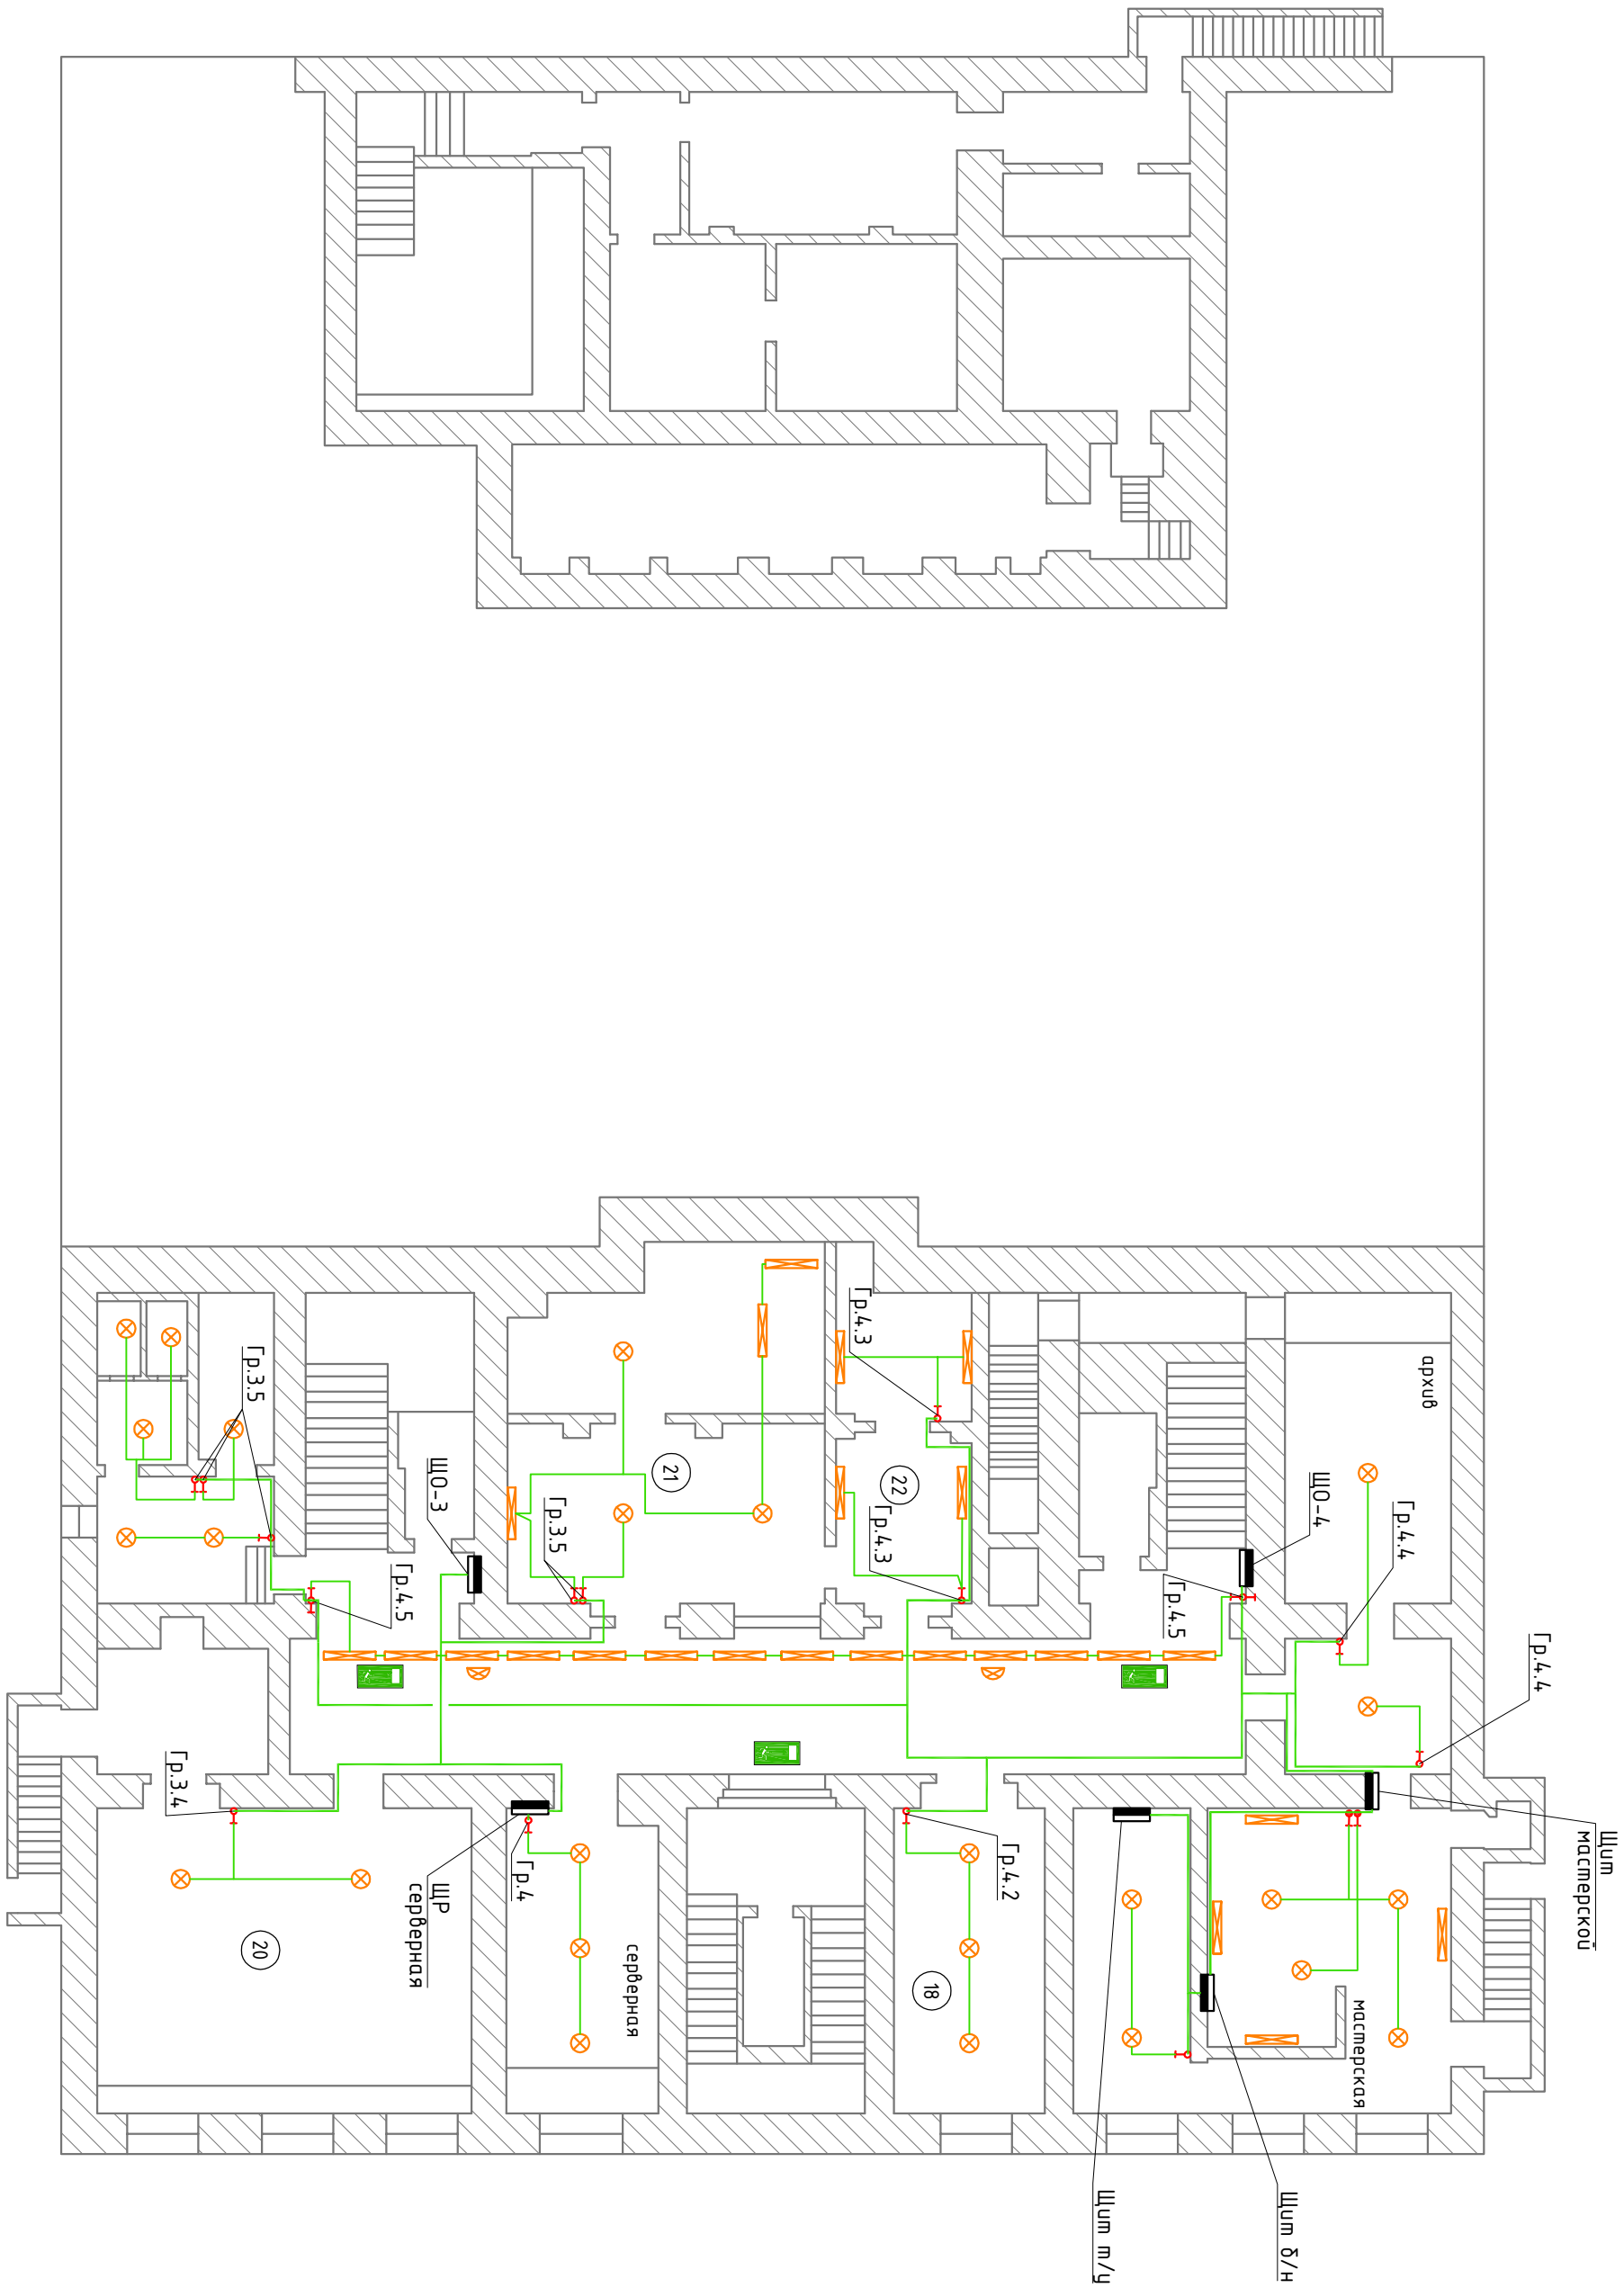 Щит
мастерской
Гр.4.4
Гр.4.4
архив
ЩО-4
мастерская
Щит б/н
Гр.4.5
Щит т/у
Гр.4.2
18
22
Гр.4.3
Гр.4.3
21
серверная
Гр.3.5
Гр.4
ЩО-3
ЩР
серверная
Гр.4.5
20
Гр.3.5
Гр.3.4